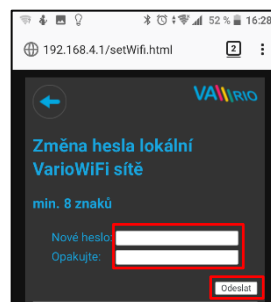 52 % 16:28
192.168.4.1/setWifi.html 2
VARIO
Změna hesla lokální
VarioWiFi sítě
min. 8 znaků
Nové heslo:
Opakujte:
Odeslat